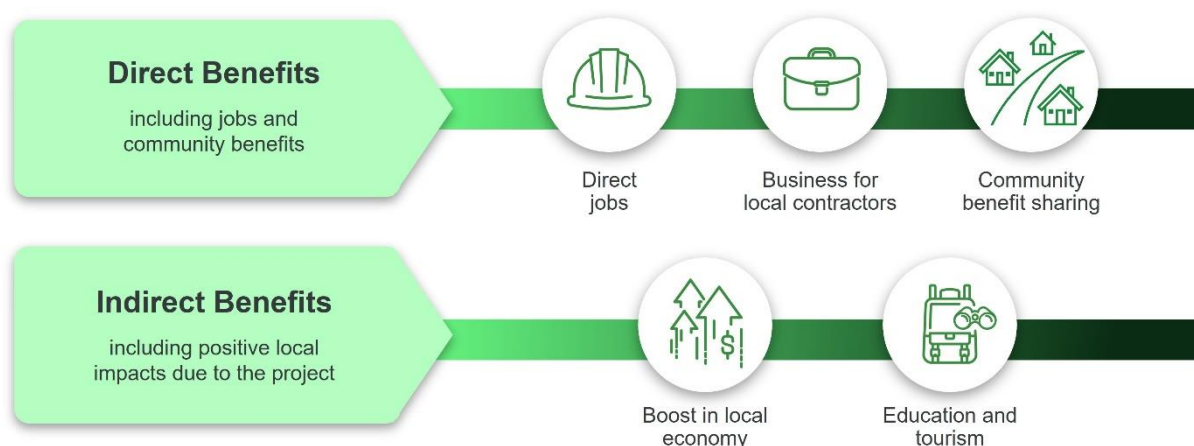 Direct Benefits
including jobs and
community benefits
Direct
jobs
Business for
local contractors
Community
benefit sharing
Indirect Benefits
including positive local
impacts due to the project
$
Boost in local
economy
Education and
tourism